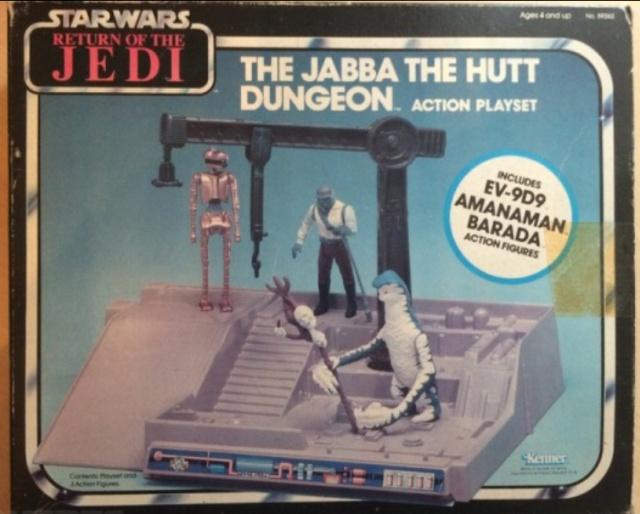 STAR WARS
RETURN OF THE
JEDI
Ages 4 and up
THE JABBA THE HUTT
DUNGEON™ ACTION PLAYSET
INCLUDES
EV-9D9
AMANAMAN
BARADA
ACTION FIGURES
Contents: Playset and
3 Action Figures.
Kenner